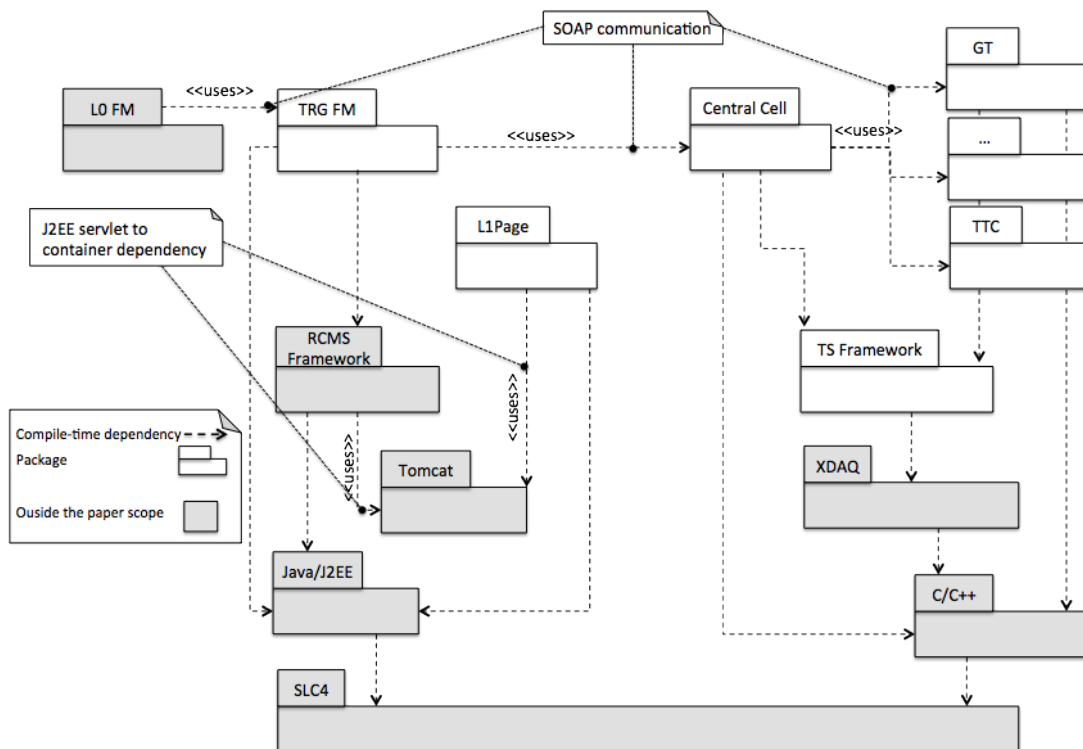 SOAP communication
GT
<<uses>>
L0 FM
TRG FM
Central Cell
<<uses>>
<<uses>>
...
J2EE servlet to
container dependency
L1Page
TTC
RCMS
Framework
TS Framework
<<uses>>
Compile-time dependency
Package
<<uses>>
Tomcat
XDAQ
Ouside the paper scope
Java/J2EE
C/C++
SLC4